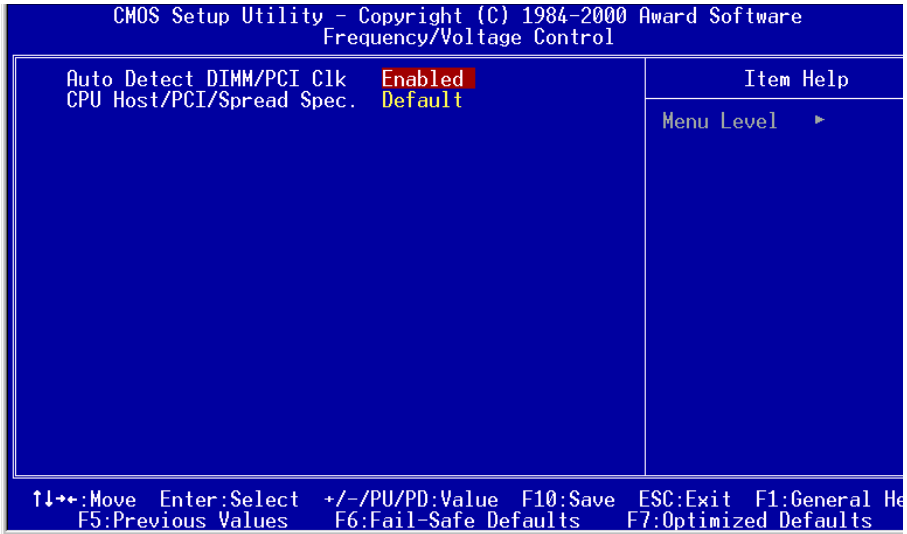 CMOS Setup Utility - Copyright (C) 1984-2000 Award Software
Frequency/Voltage Control
Auto Detect DIMM/PCI Clk Enabled
CPU Host/PCI/Spread Spec. Default
Item Help
Menu Level ►
↑↓→←:Move Enter:Select +/-/PU/PD:Value F10:Save ESC:Exit F1:General He
F5:Previous Values F6:Fail-Safe Defaults F7:Optimized Defaults